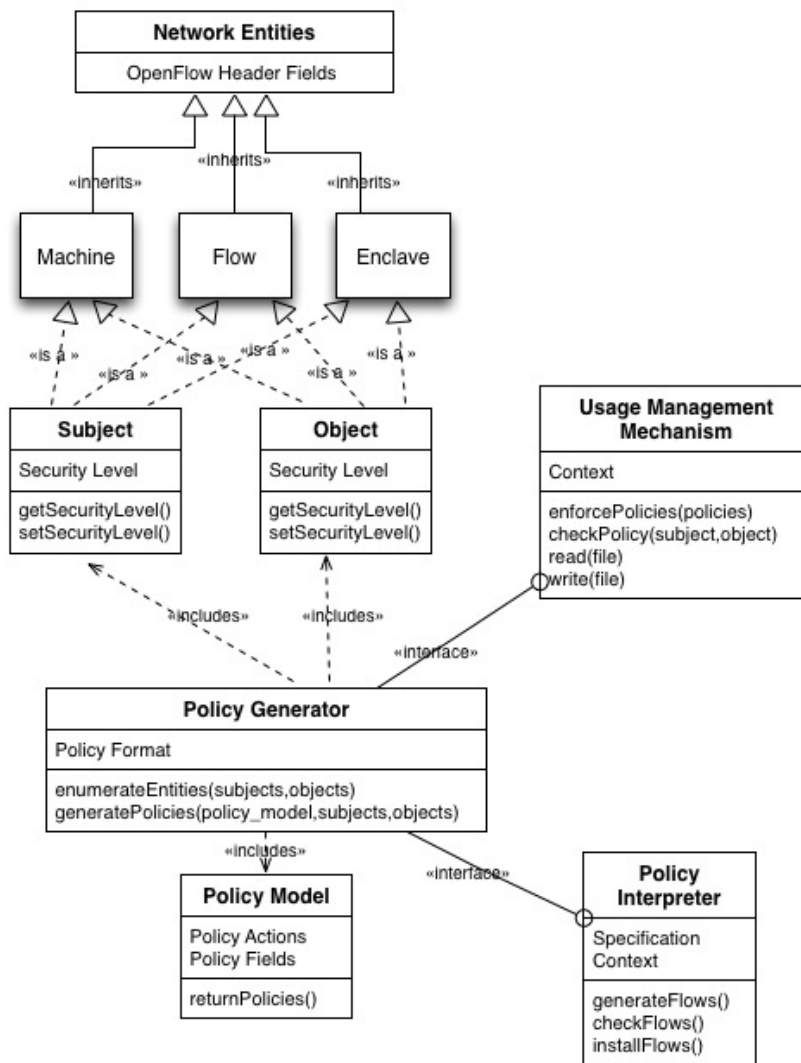 Network Entities
OpenFlow Header Fields
«inherits»
«inherits»
«inherits»
Machine
Flow
Enclave
«is a »
«is a »
«is a »
«is a »
«is a »
«is a »
Subject
Security Level
getSecurityLevel()
setSecurityLevel()
Object
Security Level
getSecurityLevel()
setSecurityLevel()
Usage Management
Mechanism
Context
enforcePolicies(policies)
checkPolicy(subject,object)
read(file)
write(file)
«includes»
«includes»
«interface»
Policy Generator
Policy Format
enumerateEntities(subjects,objects)
generatePolicies(policy_model,subjects,objects)
«includes»
«interface»
Policy Model
Policy Actions
Policy Fields
returnPolicies()
Policy
Interpreter
Specification
Context
generateFlows()
checkFlows()
installFlows()